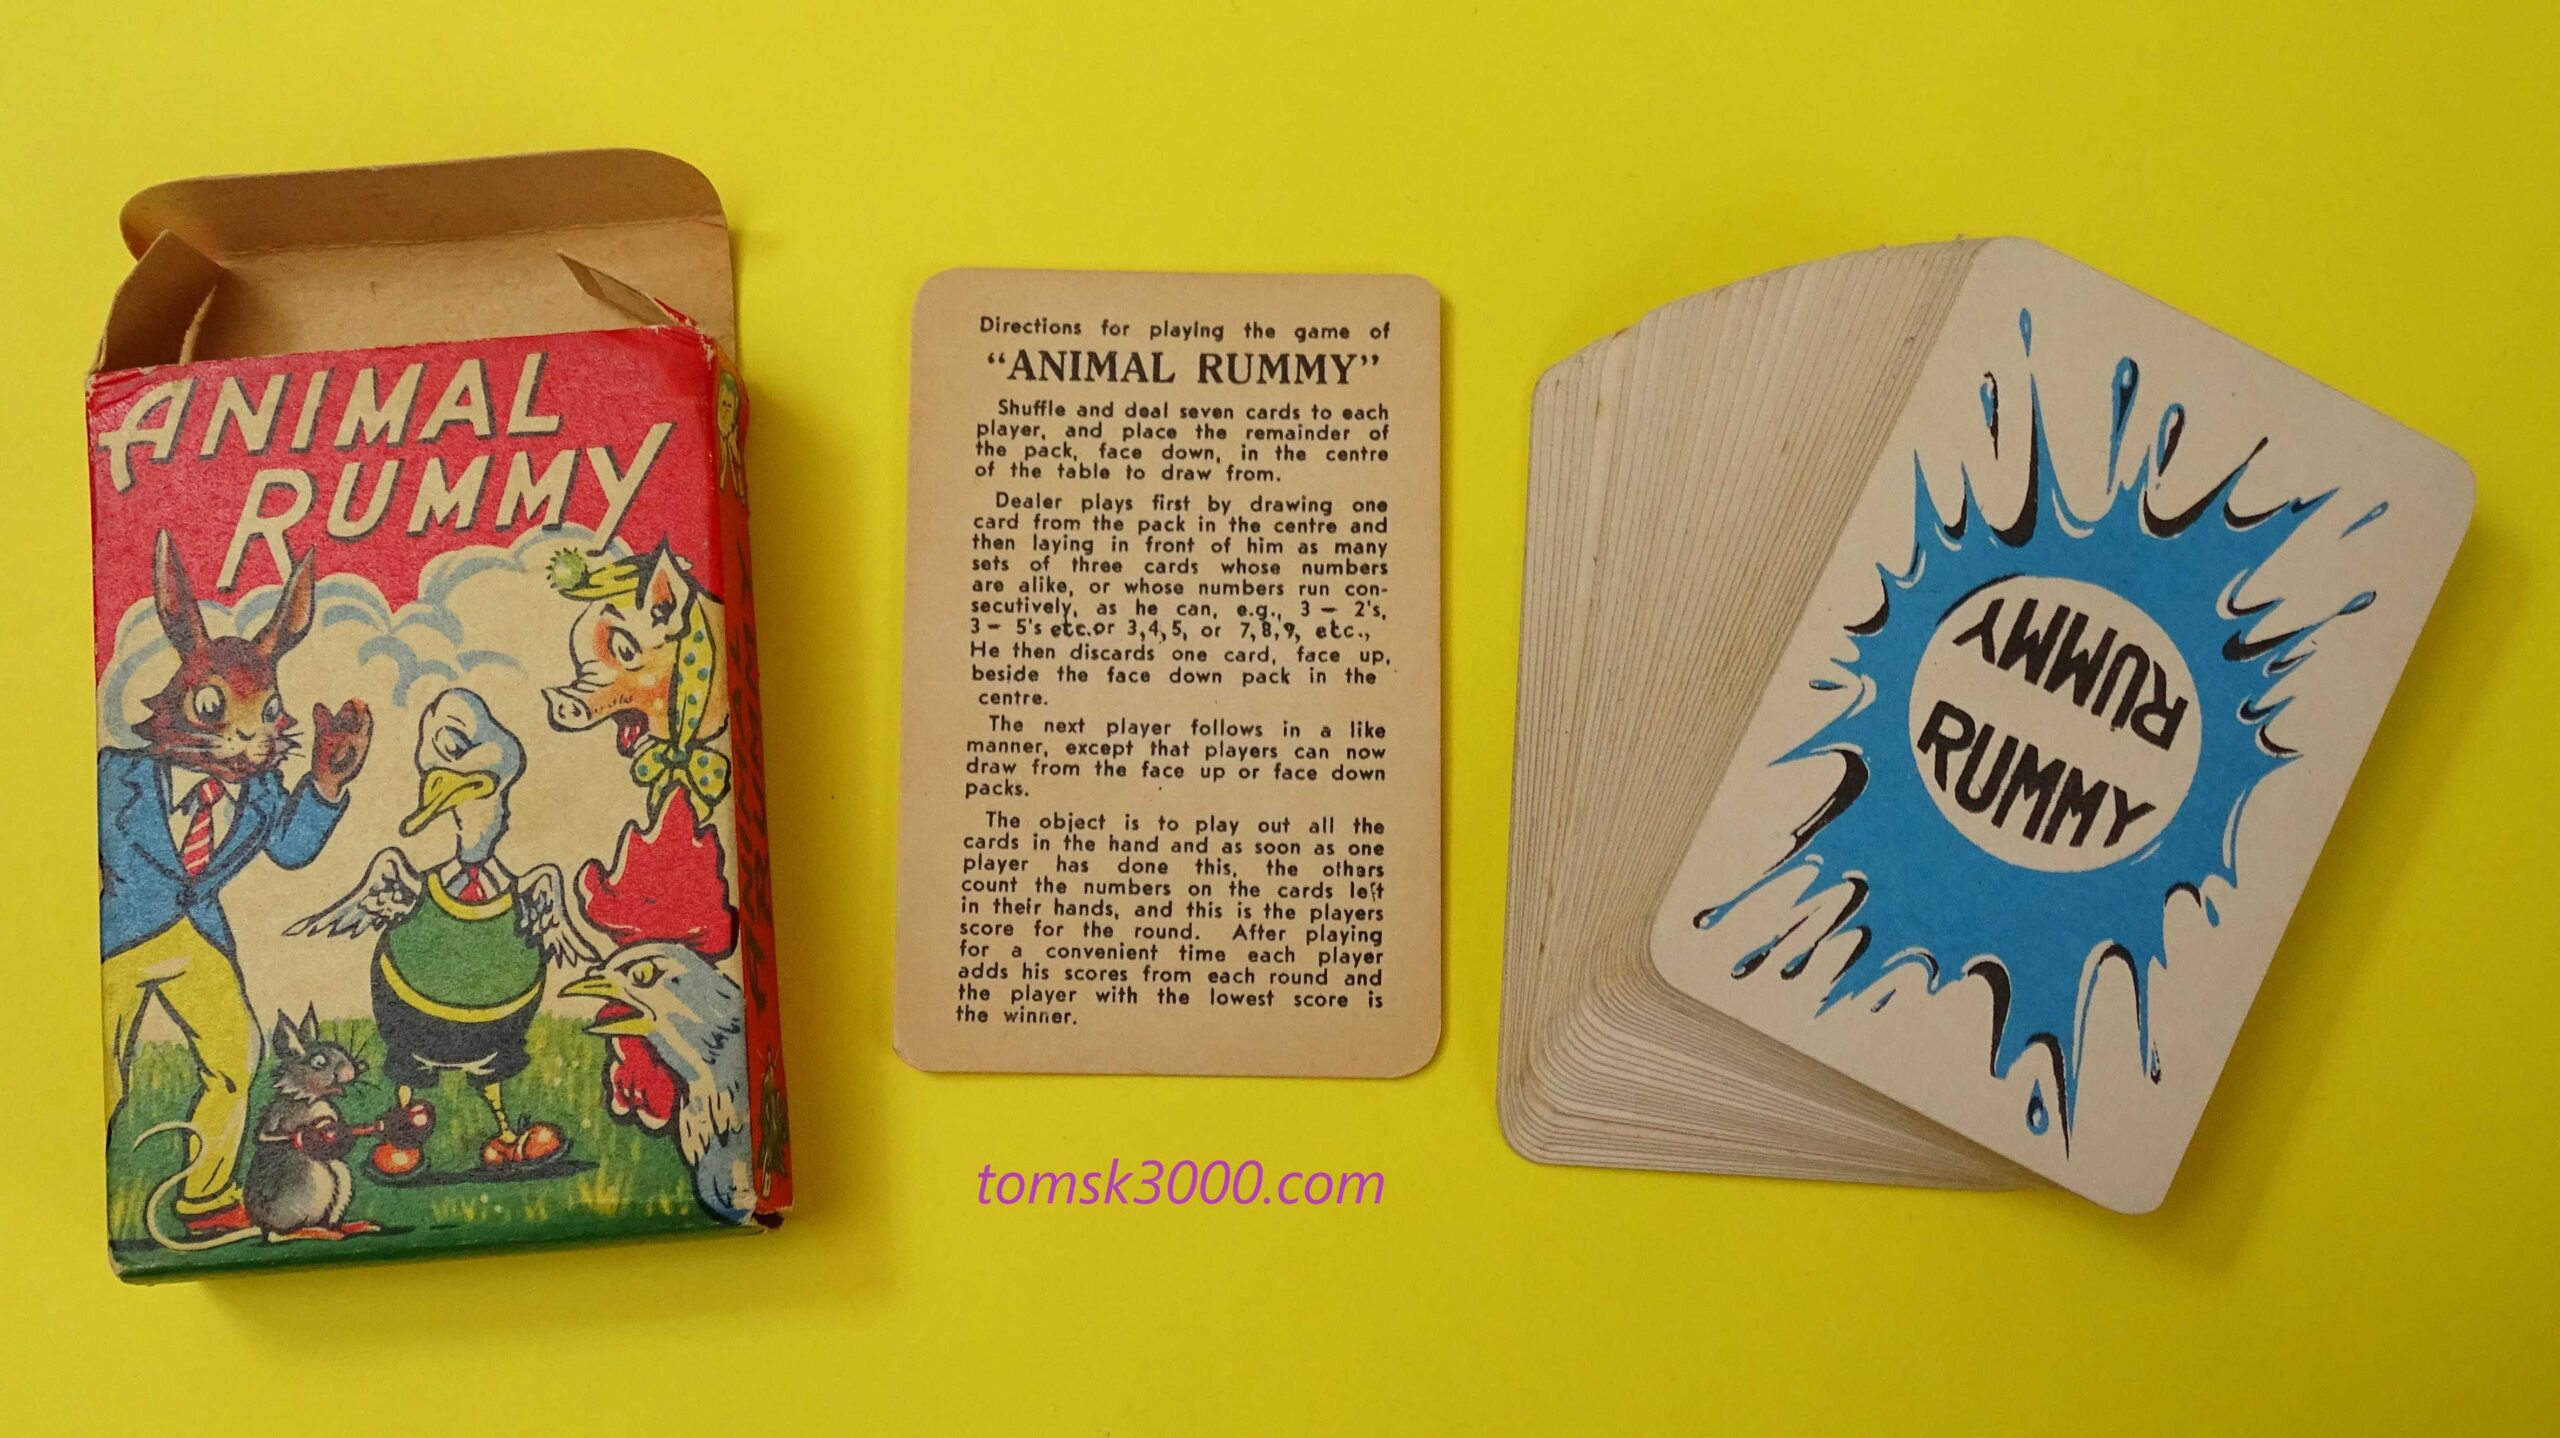 ANIMAL
RUMMY
Directions for playing the game of
"ANIMAL RUMMY"
Shuffle and deal seven cards to each
player, and place the remainder of
the pack, face down, in the centre
of the table to draw from.
Dealer plays first by drawing one
card from the pack in the centre and
then laying in front of him as many
sets of three cards whose numbers
are alike, or whose numbers run con-
secutively, as he can, e.g., 3 — 2's,
3 — 5's etc.or 3,4,5, or 7,8,9, etc.,
He then discards one card, face up,
beside the face down pack in the
centre.
The next player follows in a like
manner, except that players can now
draw from the face up or face down
packs.
The object is to play out all the
cards in the hand and as soon as one
player has done this, the others
count the numbers on the cards left
in their hands, and this is the players
score for the round. After playing
for a convenient time each player
adds his scores from each round and
the player with the lowest score is
the winner.
RUMMY
RUMMY
tomsk3000.com